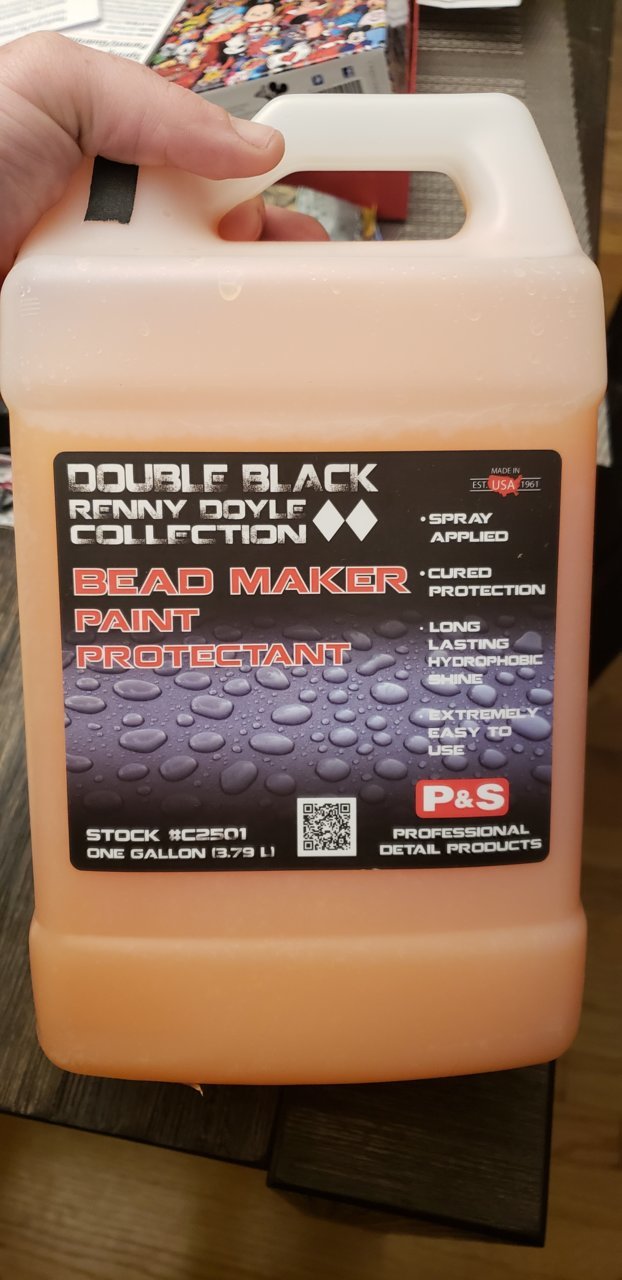 DOUBLE BLACK
RENNY DOYLE
COLLECTION
MADE IN
EST. USA 1961
• SPRAY
APPLIED
• CURED
PROTECTION
• LONG
LASTING
HYDROPHOBIC
SHINE
• EXTREMELY
EASY TO
USE
BEAD MAKER
PAINT
PROTECTANT
P&S
PROFESSIONAL
DETAIL PRODUCTS
STOCK #C2501
ONE GALLON (3.79 L)